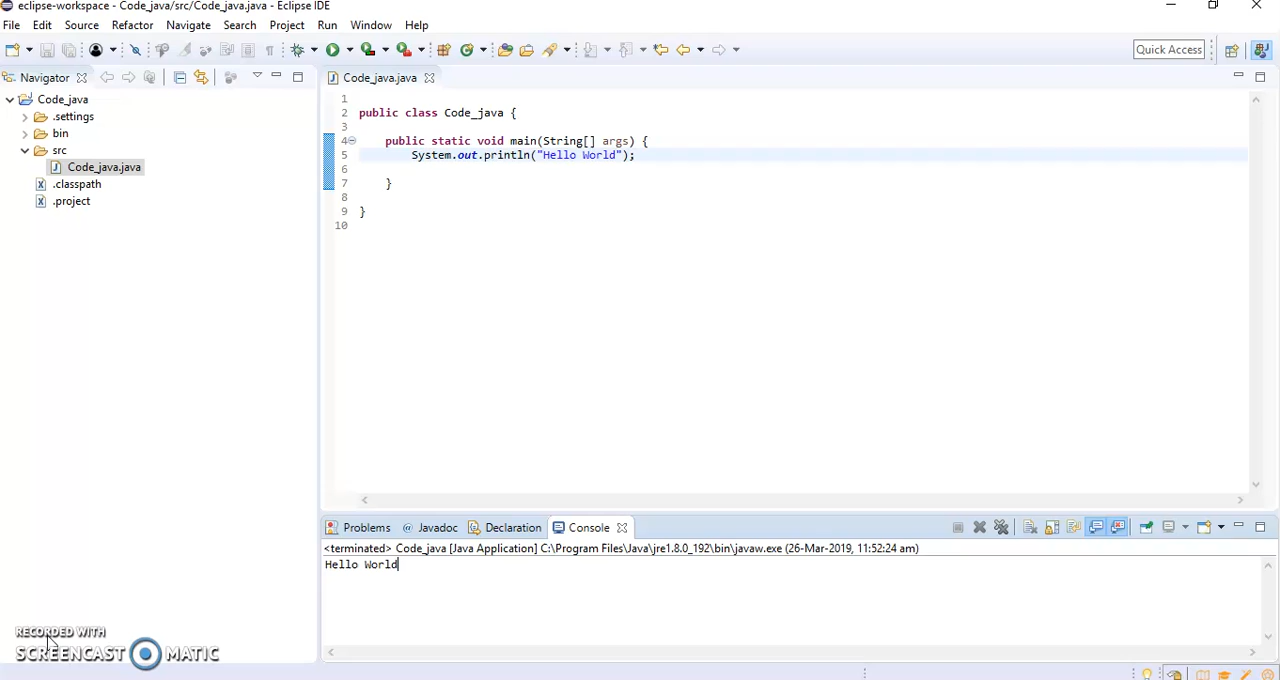 eclipse-workspace - Code_java/src/Code_java.java - Eclipse IDE
File Edit Source Refactor Navigate Search Project Run Window Help
Quick Access
Navigator
Code_java.java
Code_java
.settings
bin
src
Code_java.java
.classpath
.project
1
2 public class Code_java {
3
4 public static void main(String[] args) {
5 System.out.println("Hello World");
6
7 }
8
9 }
10
Problems @ Javadoc Declaration Console
<terminated> Code_java [Java Application] C:\Program Files\Java\jre1.8.0_192\bin\javaw.exe (26-Mar-2019, 11:52:24 am)
Hello World
RECORDED WITH
SCREENCAST MATIC